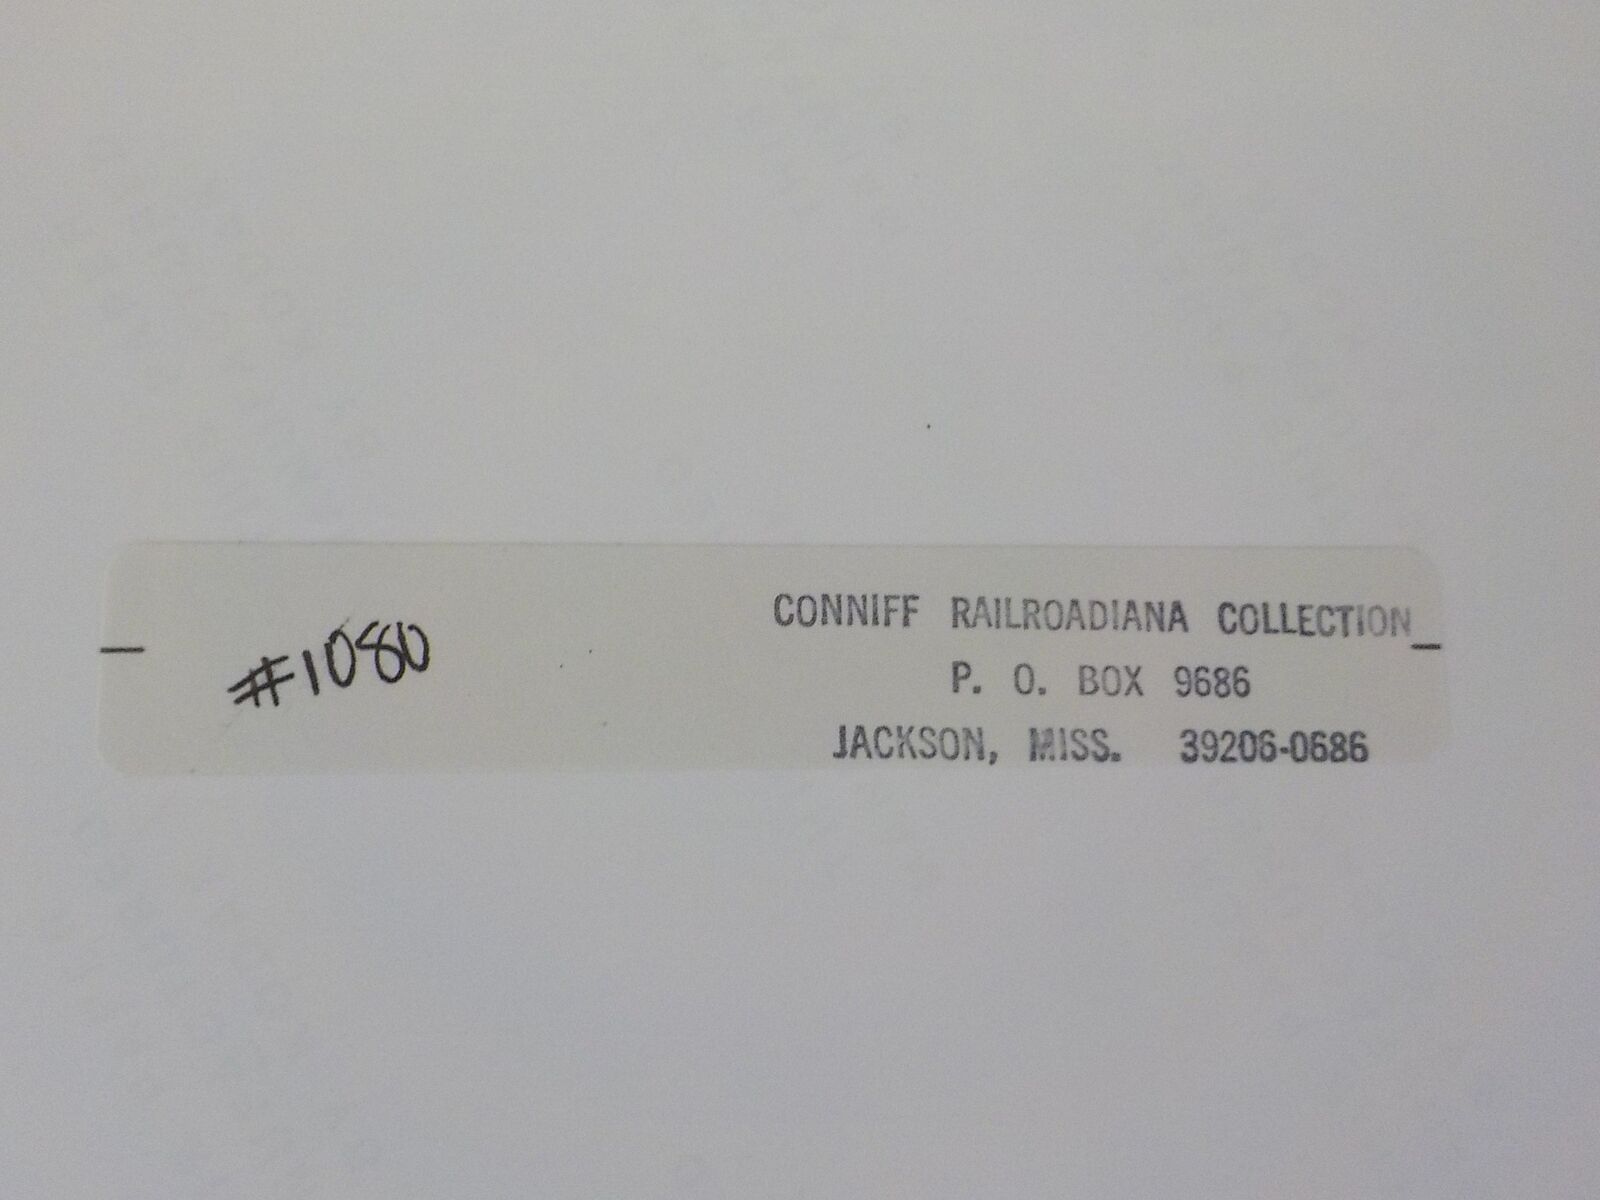 #1080
CONNIFF RAILROADIANA COLLECTION
P. O. BOX 9686
JACKSON, MISS. 39206-0686